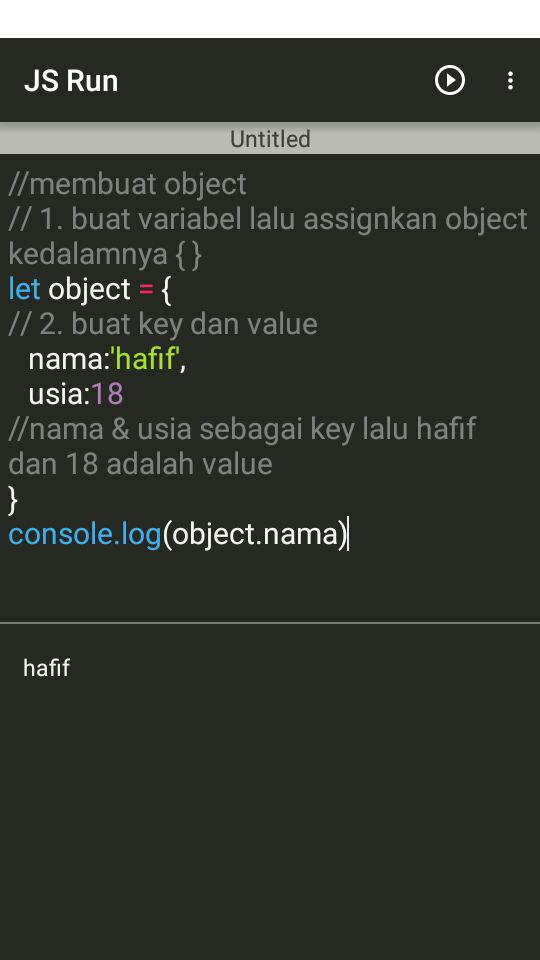 JS Run
Untitled
//membuat object
// 1. buat variabel lalu assignkan object
kedalamnya { }
let object = {
// 2. buat key dan value
nama:'hafif',
usia:18
//nama & usia sebagai key lalu hafif
dan 18 adalah value
}
console.log(object.nama)
hafif